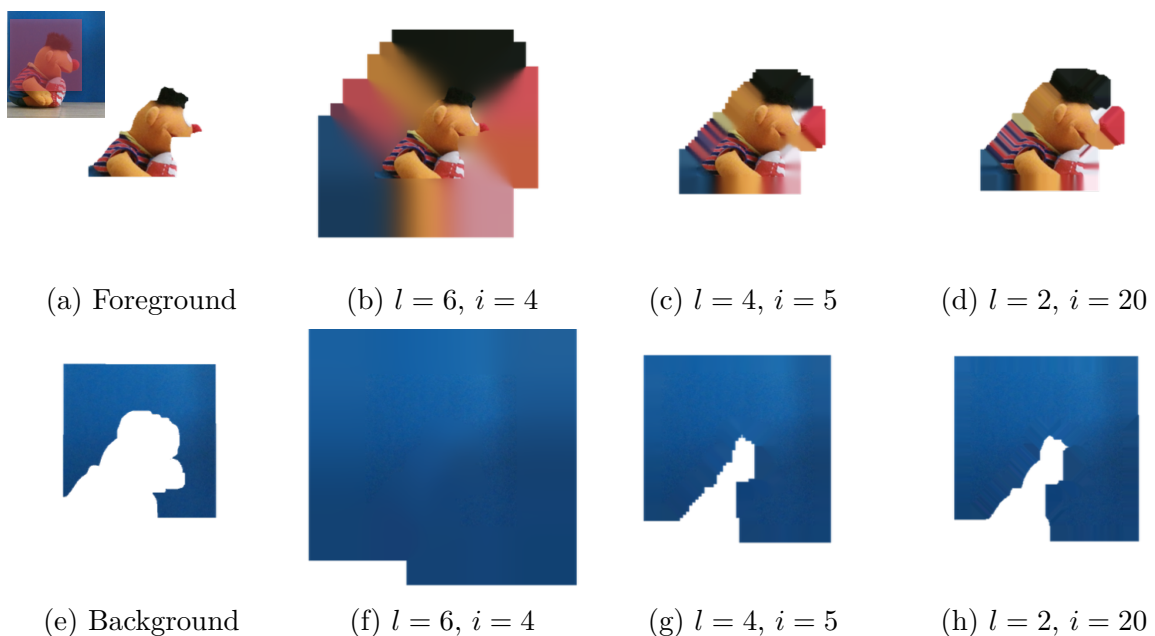 (a) Foreground
(b) l = 6, i = 4
(c) l = 4, i = 5
(d) l = 2, i = 20
(e) Background
(f) l = 6, i = 4
(g) l = 4, i = 5
(h) l = 2, i = 20